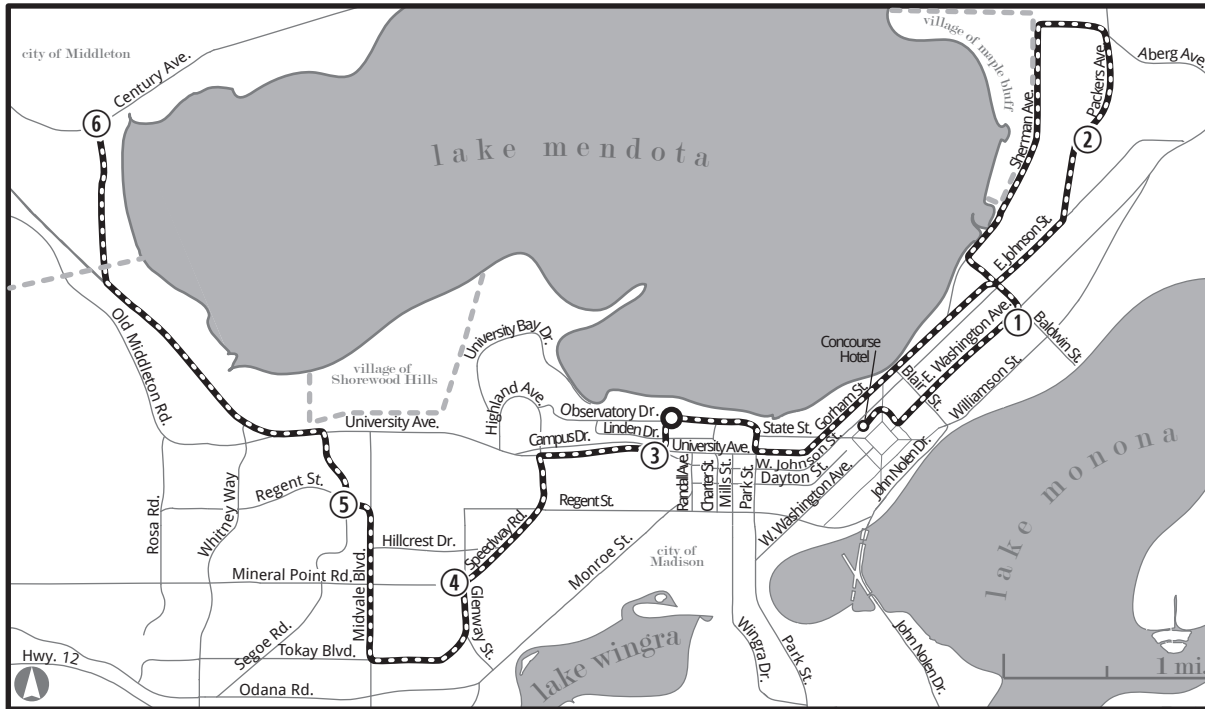 city of Middleton
Century Ave.
6
lake mendota
village of maple bluff
Sherman Ave.
Packers Ave.
Aberg Ave.
2
E. Johnson St.
1
Baldwin St.
E. Washington Ave.
Concourse
Hotel
Blair St.
Williamson St.
Gorham St.
Old Middleton Rd.
village of
Shorewood Hills
University Bay Dr.
Highland Ave.
Observatory Dr.
Linden Dr.
State St.
University Ave.
Campus Dr.
3
University Ave.
W. Johnson St.
Dayton St.
W. Washington Ave.
John Nolen Dr.
lake monona
Randall Ave.
Charter St.
Mills St.
Park St.
Regent St.
5
Regent St.
Rosa Rd.
Whitney Way
Hillcrest Dr.
Speedway Rd.
Monroe St.
city of
Madison
Mineral Point Rd.
4
Midvale Blvd.
Glenway St.
Segoe Rd.
Tokay Blvd.
Hwy. 12
Odana Rd.
lake wingra
Wingra Dr.
Park St.
John Nolen Dr.
1 mi.